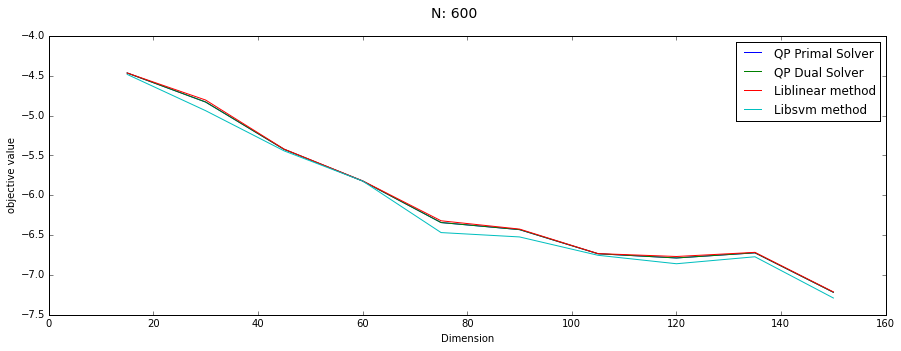 N: 600
QP Primal Solver
QP Dual Solver
Liblinear method
Libsvm method
objective value
−4.0
−4.5
−5.0
−5.5
−6.0
−6.5
−7.0
−7.5
0 20 40 60 80 100 120 140 160
Dimension